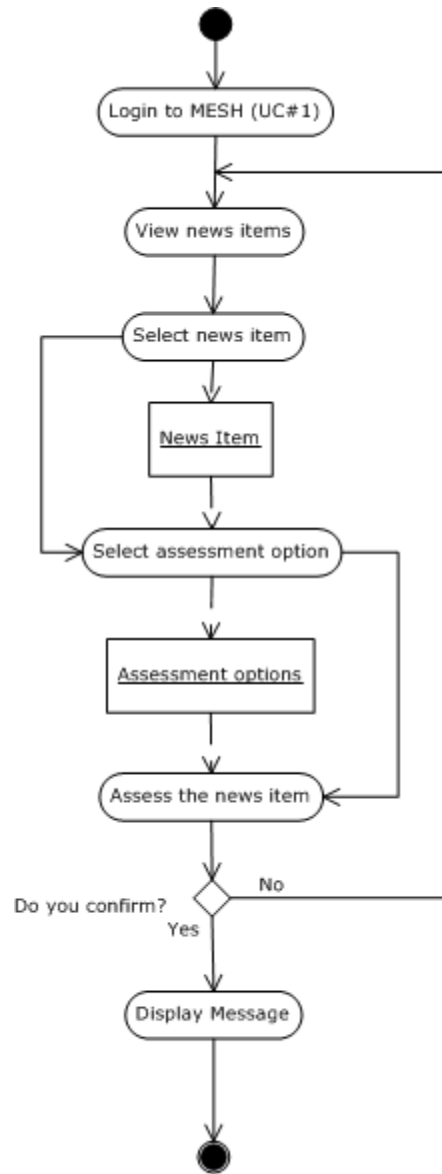 Login to MESH (UC#1)
View news items
Select news item
News Item
Select assessment option
Assessment options
Assess the news item
No
Do you confirm?
Yes
Display Message